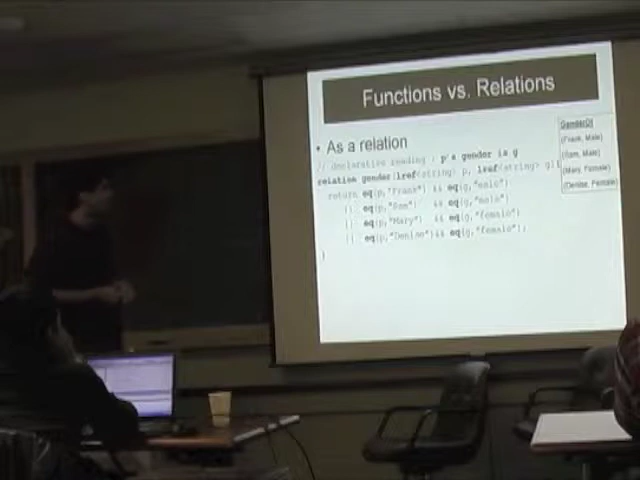 Functions vs. Relations
• As a relation
// declarative reading : p's gender is g
relation gender(lref<string> p, lref<string> g){
return eq(p,"Frank") && eq(g,"male")
|| eq(p,"Sam") && eq(g,"male")
|| eq(p,"Mary") && eq(g,"female")
|| eq(p,"Denise")&& eq(g,"female");
}
GenderDB
(Frank, Male)
(Sam, Male)
(Mary, Female)
(Denise, Female)